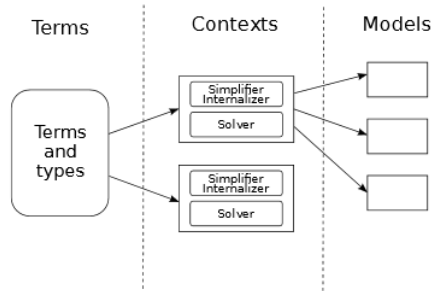 Terms
Contexts
Models
Terms
and
types
Simplifier
Internalizer
Solver
Simplifier
Internalizer
Solver